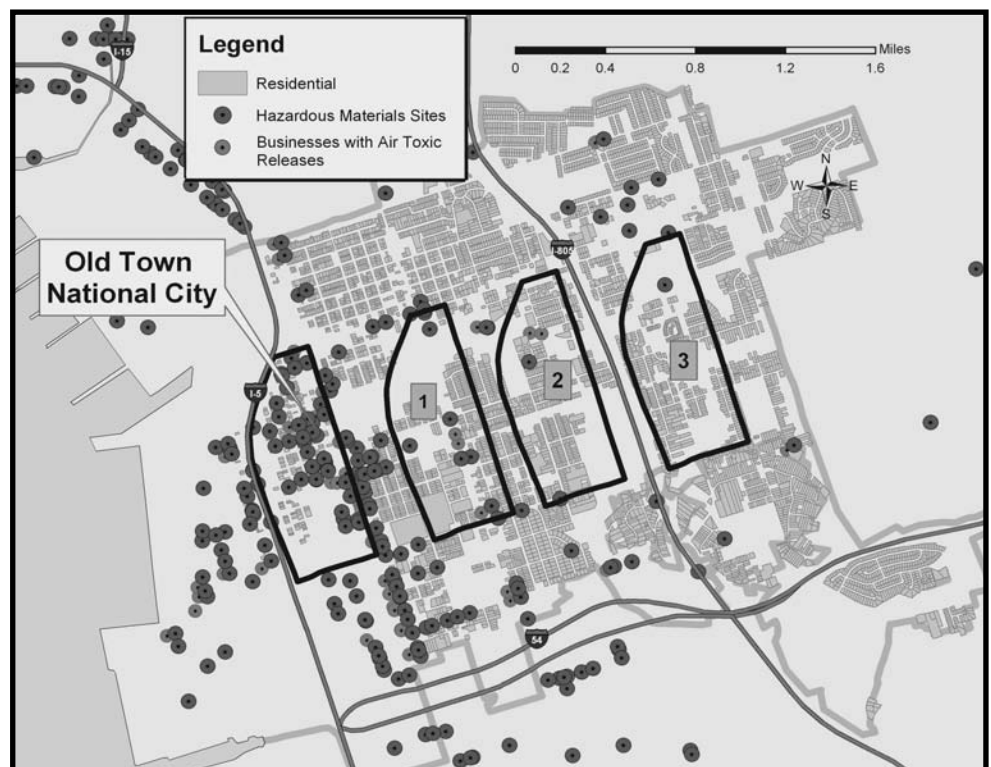 I-15
Legend
Residential
Hazardous Materials Sites
Businesses with Air Toxic
Releases
Miles
0 0.2 0.4 0.8 1.2 1.6
N
W E
S
I-805
Old Town
National City
I-5
1
2
3
54